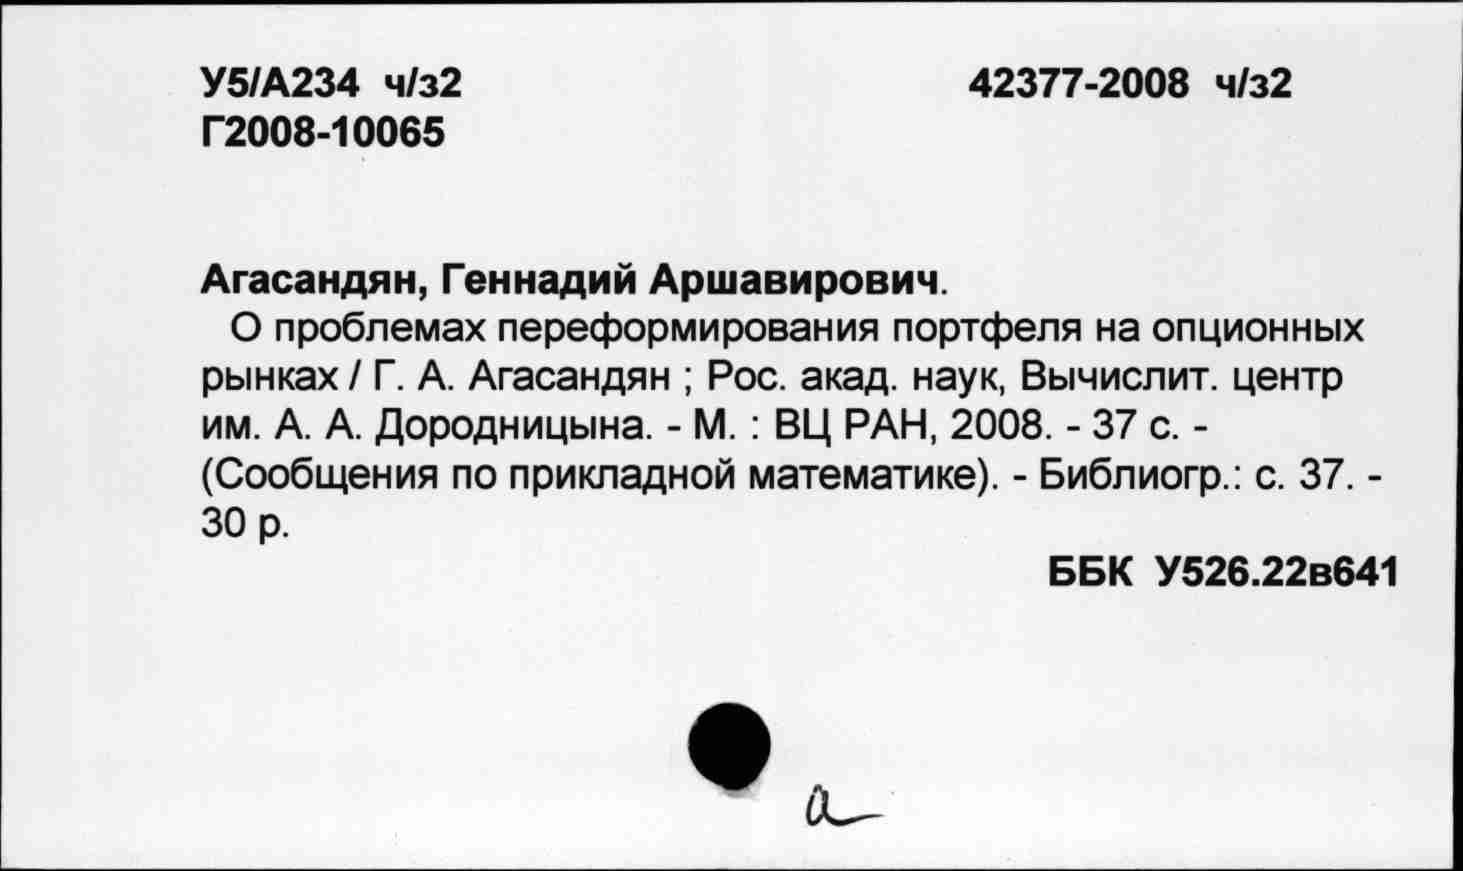 У5/А234 ч/з2 42377-2008 ч/з2
Г2008-10065
Агасандян, Геннадий Аршавирович.
О проблемах переформирования портфеля на опционных
рынках / Г. А. Агасандян ; Рос. акад. наук, Вычислит. центр
им. А. А. Дородницына. - М. : ВЦ РАН, 2008. - 37 с. -
(Сообщения по прикладной математике). - Библиогр.: с. 37. -
30 р.
ББК У526.22в641
а